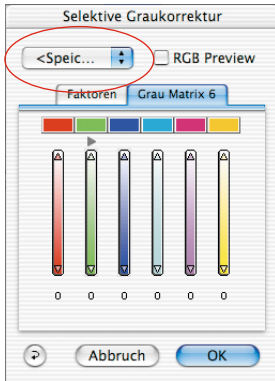 Selektive Graukorrektur
<Speic... RGB Preview
Faktoren Grau Matrix 6
0 0 0 0 0 0
Abbruch OK